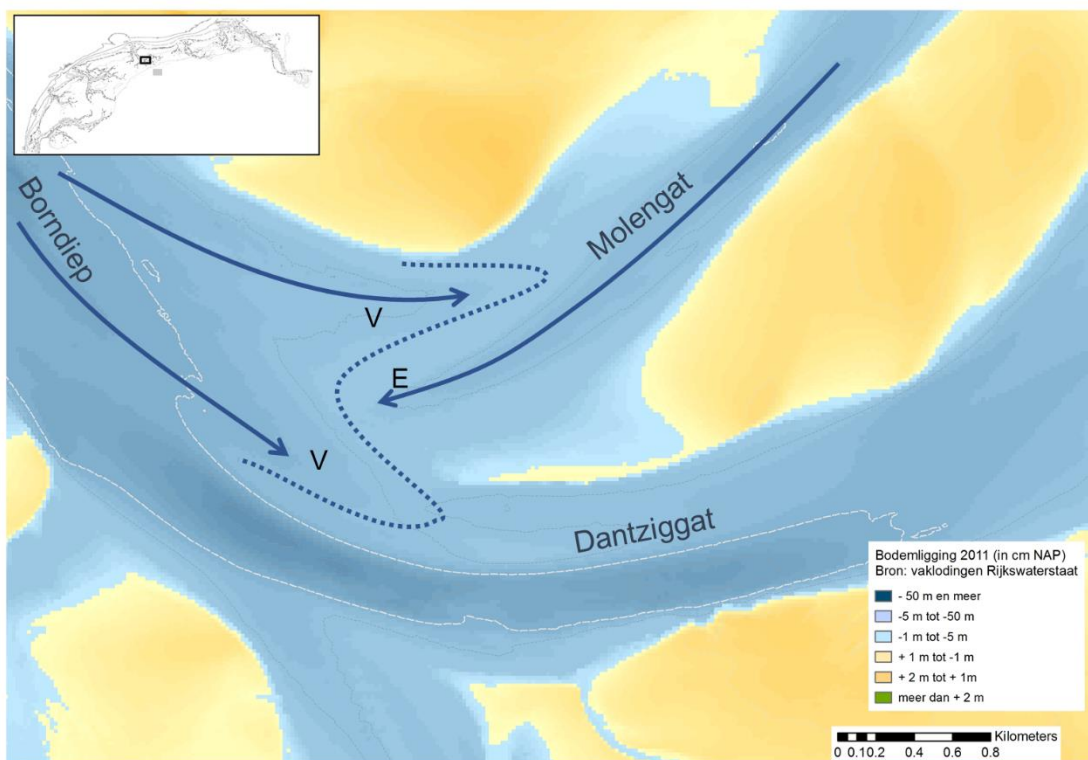 Borndiep
Molengat
V
E
V
Dantziggat
Bodemligging 2011 (in cm NAP)
Bron: vaklodingen Rijkswaterstaat
- 50 m en meer
-5 m tot -50 m
-1 m tot -5 m
+ 1 m tot -1 m
+ 2 m tot + 1m
meer dan + 2 m
Kilometers
0 0.10.2 0.4 0.6 0.8